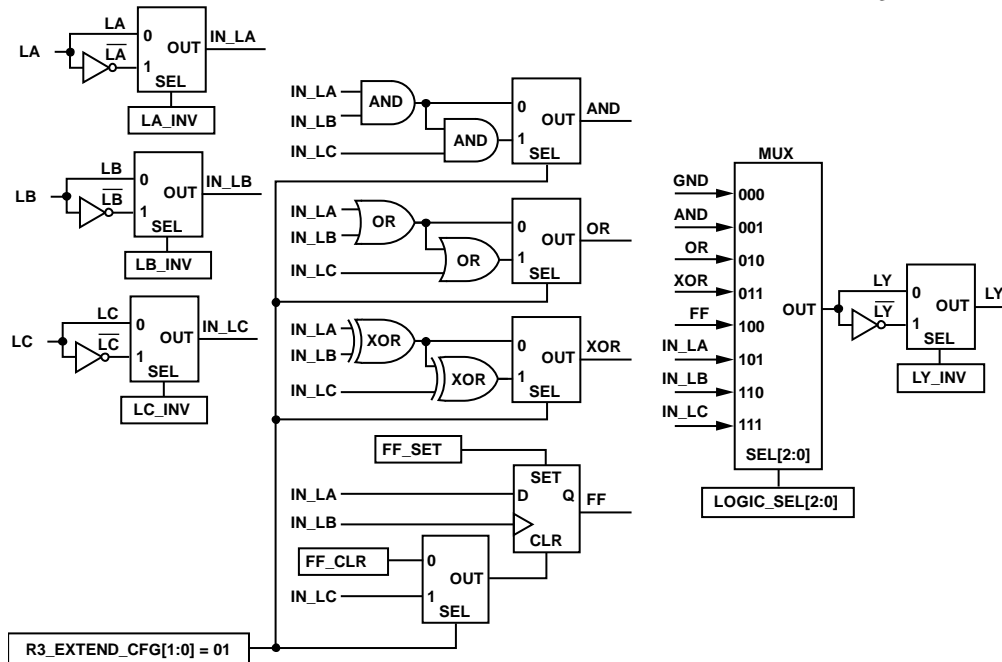 LA
LA
LA
0
1
OUT
SEL
IN_LA
LA_INV
LB
LB
LB
0
1
OUT
SEL
IN_LB
LB_INV
LC
LC
LC
0
1
OUT
SEL
IN_LC
LC_INV
IN_LA
IN_LB
IN_LC
AND
AND
0
1
OUT
SEL
AND
IN_LA
IN_LB
IN_LC
OR
OR
0
1
OUT
SEL
OR
IN_LA
IN_LB
IN_LC
XOR
XOR
0
1
OUT
SEL
XOR
FF_SET
IN_LA
IN_LB
SET
D
Q
CLR
FF
FF_CLR
IN_LC
0
1
OUT
SEL
R3_EXTEND_CFG[1:0] = 01
MUX
GND 000
AND 001
OR 010
XOR 011
FF 100
IN_LA 101
IN_LB 110
IN_LC 111
OUT
SEL[2:0]
LOGIC_SEL[2:0]
LY
LY
0
1
OUT
SEL
LY
LY_INV